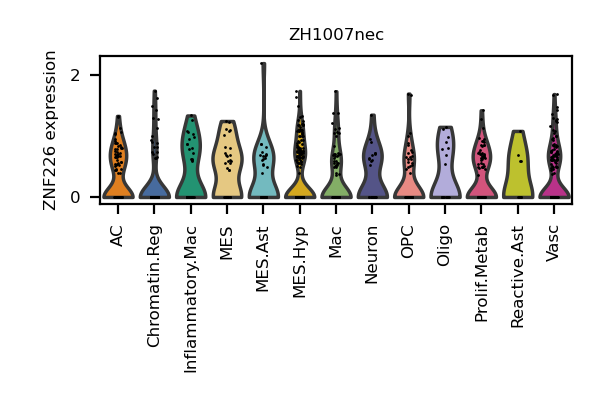 ZH1007nec
ZNF226 expression
2
0
AC
Chromatin.Reg
Inflammatory.Mac
MES
MES.Ast
MES.Hyp
Mac
Neuron
OPC
Oligo
Prolif.Metab
Reactive.Ast
Vasc